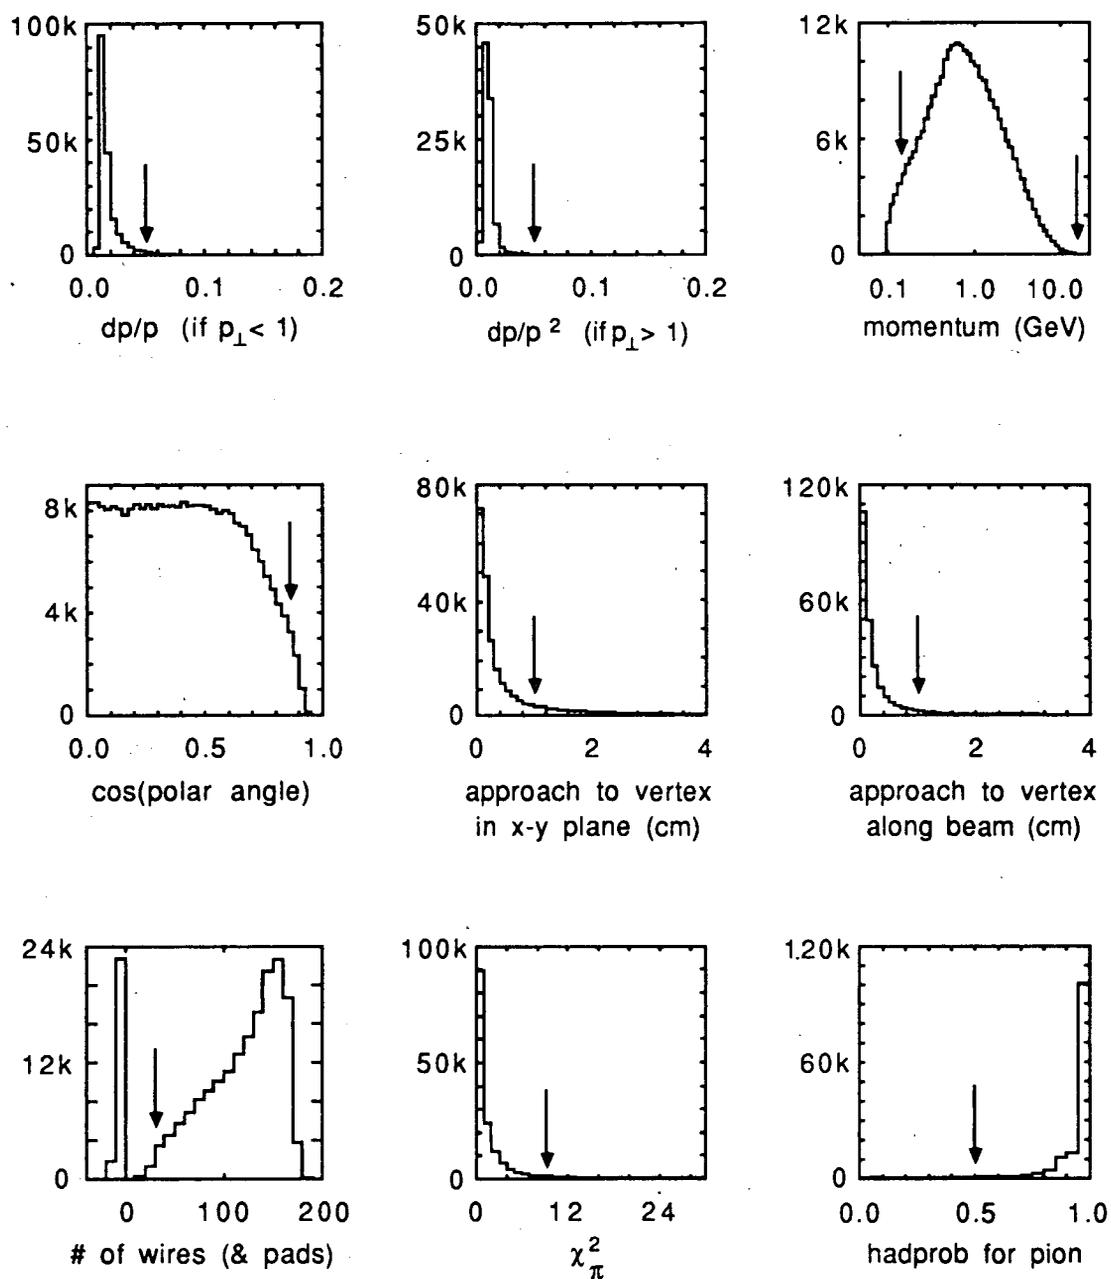 100k 50k 0
0.0 0.1 0.2
dp/p (if p⊥< 1)
50k 25k 0
0.0 0.1 0.2
dp/p ² (if p⊥> 1)
12k 6k 0
0.1 1.0 10.0
momentum (GeV)
8k 4k 0
0.0 0.5 1.0
cos(polar angle)
80k 40k 0
0 2 4
approach to vertex
in x-y plane (cm)
120k 60k 0
0 2 4
approach to vertex
along beam (cm)
24k 12k 0
0 100 200
# of wires (& pads)
100k 50k 0
0 12 24
χ²π
120k 60k 0
0.0 0.5 1.0
hadprob for pion